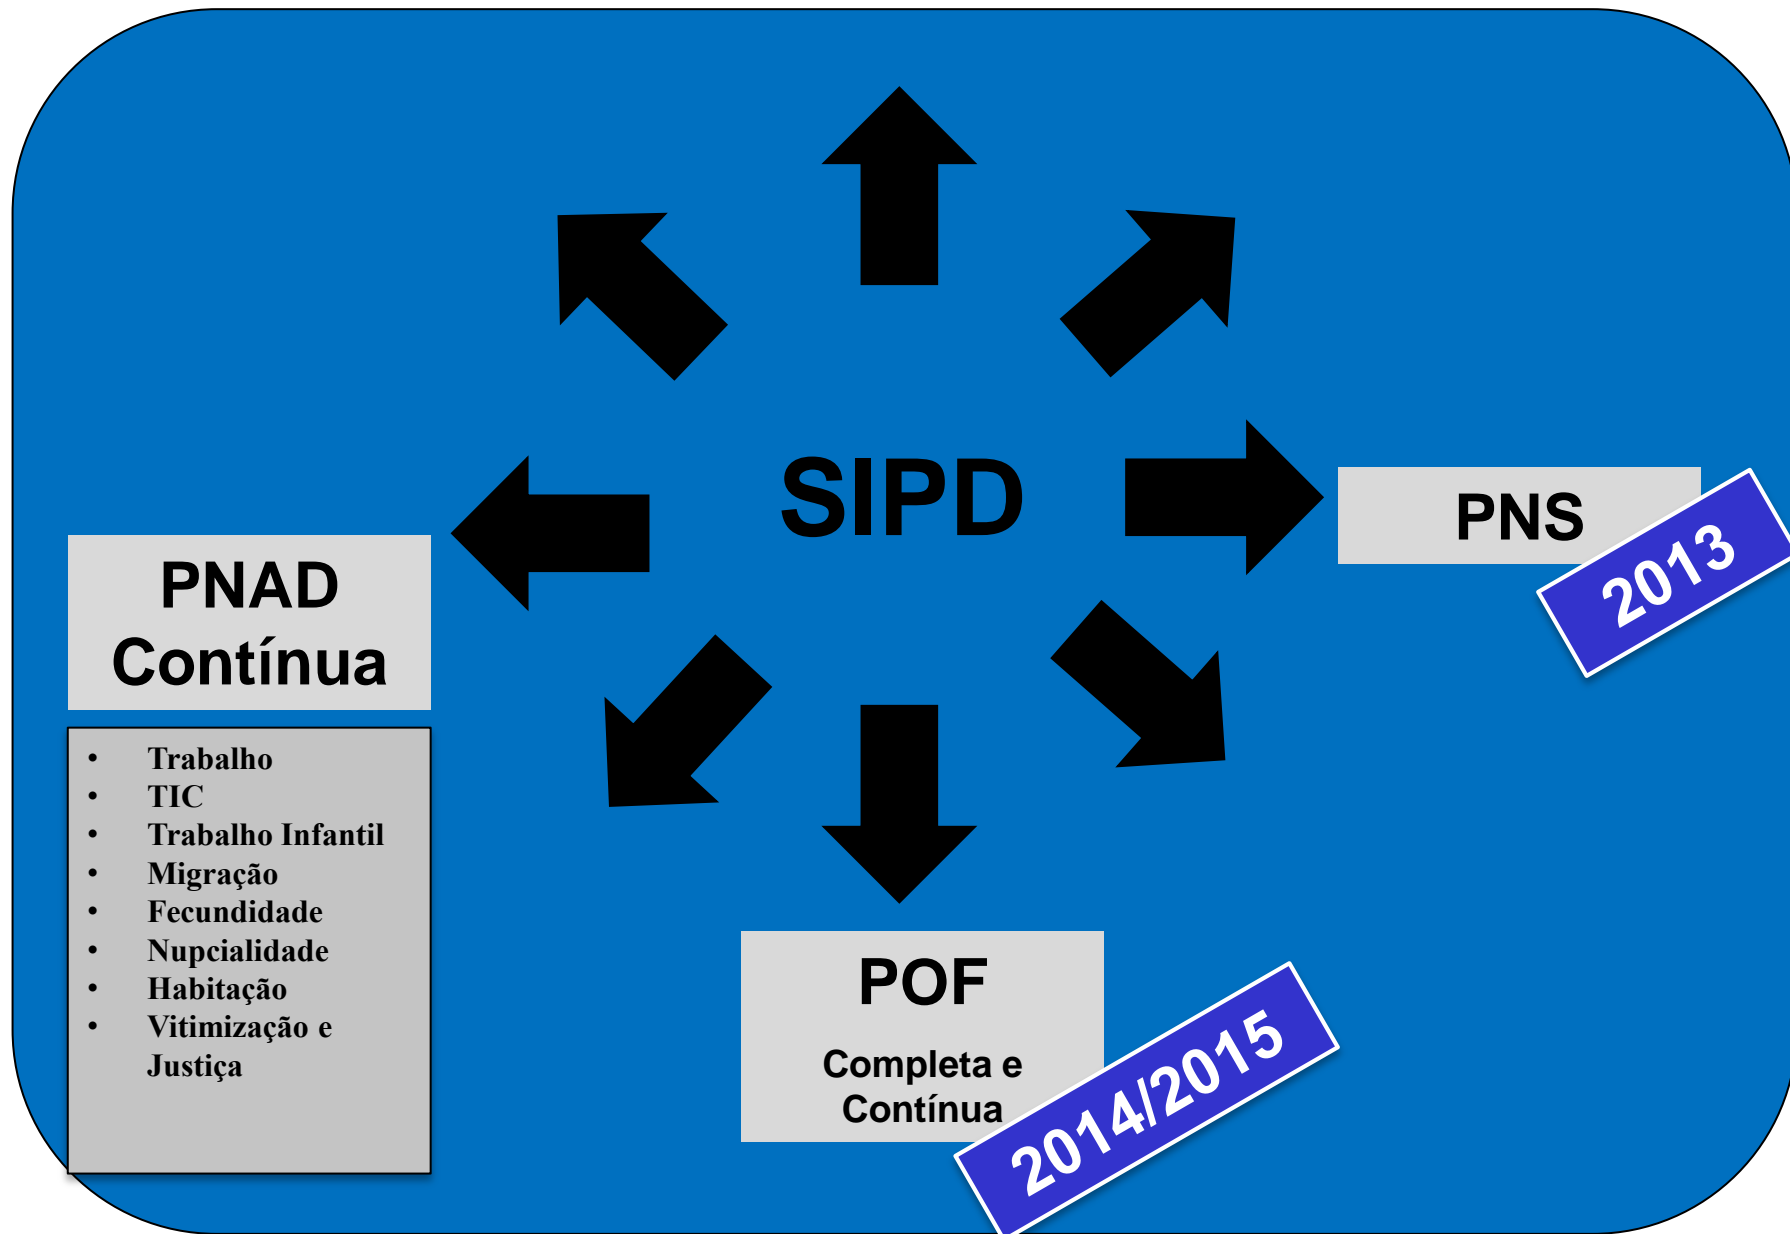 SIPD
PNS
2013
PNAD
Contínua
• Trabalho
• TIC
• Trabalho Infantil
• Migração
• Fecundidade
• Nupcialidade
• Habitação
• Vitimização e
Justiça
POF
Completa e
Contínua
2014/2015